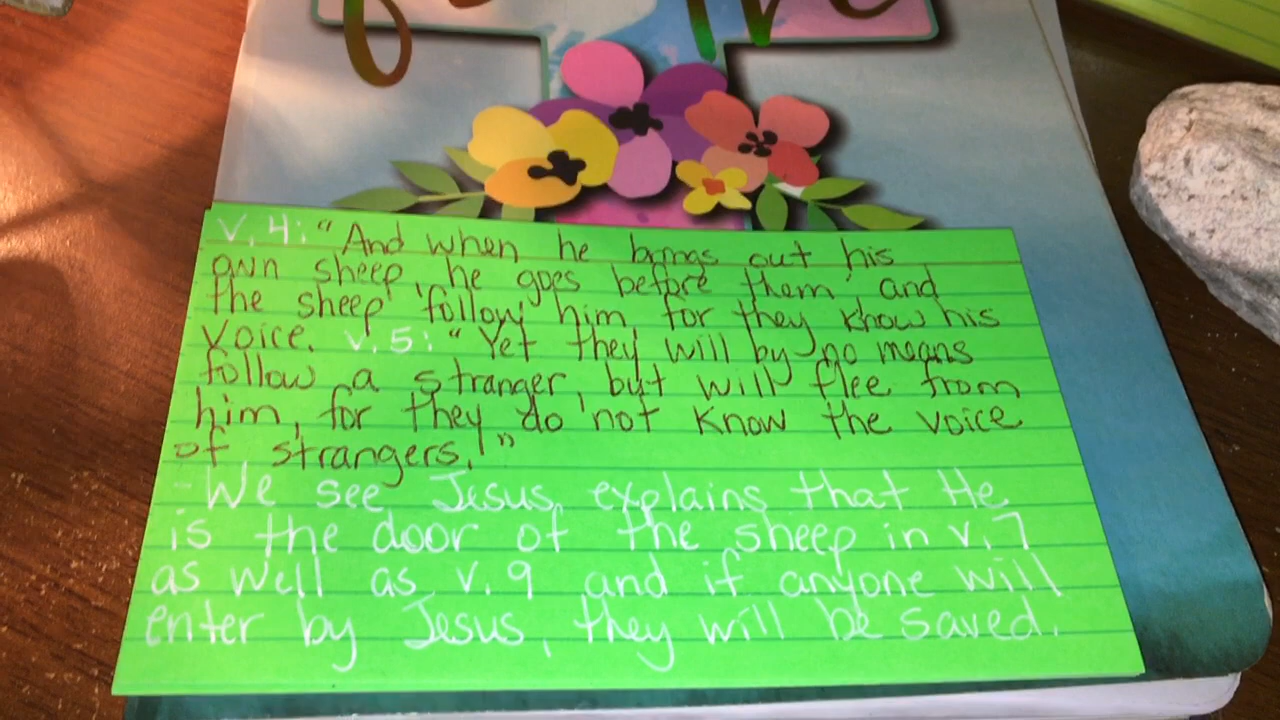 v.4: "And when he brings out his
own sheep, he goes before them, and
the sheep 'follow' him, for they know his
voice. v.5: "Yet they will by no means
follow a stranger, but will flee from
him, for they do not know the voice
of strangers.'"
-We see Jesus explains that He
is the door of the sheep in v.7
as well as v.9 and if anyone will
enter by Jesus, they will be saved.